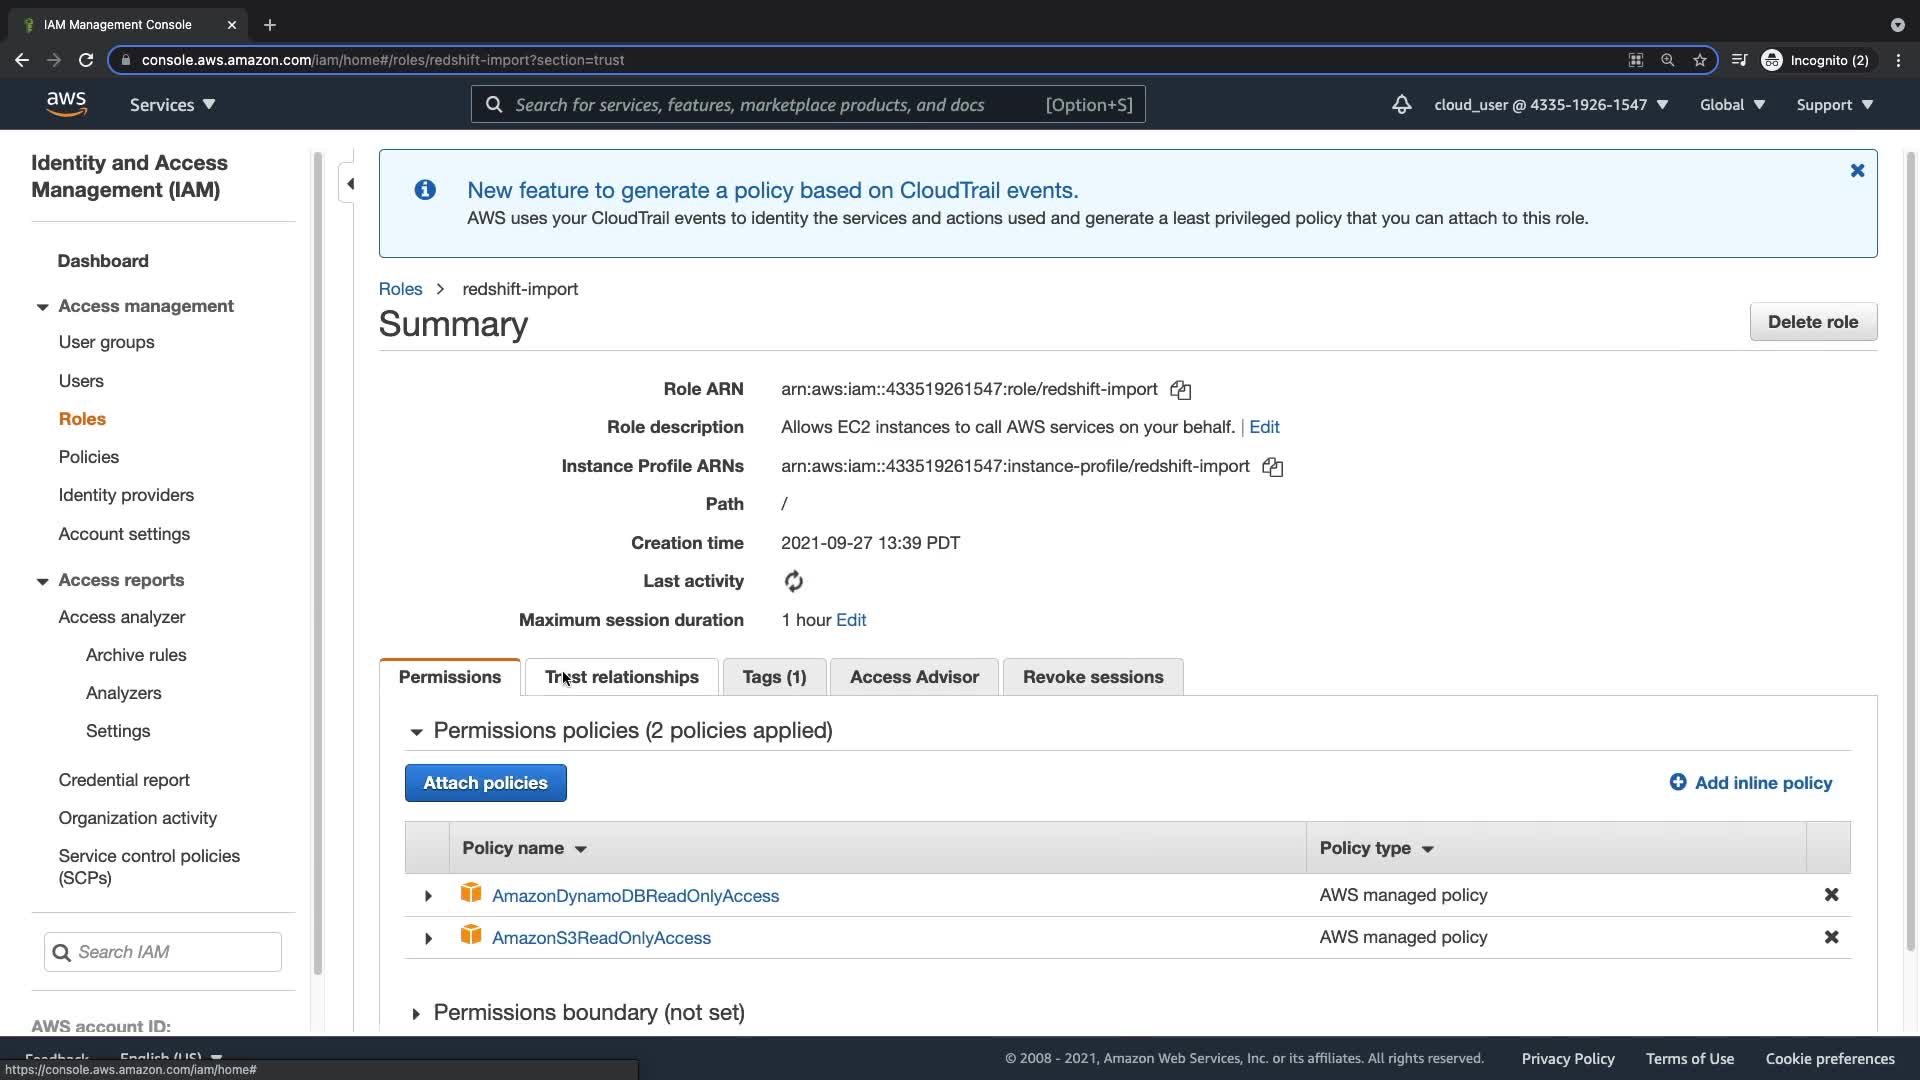 IAM Management Console
console.aws.amazon.com/iam/home#/roles/redshift-import?section=trust
Incognito (2)
aws
Services
Search for services, features, marketplace products, and docs
[Option+S]
cloud_user @ 4335-1926-1547
Global
Support
Identity and Access
Management (IAM)
Dashboard
Access management
User groups
Users
Roles
Policies
Identity providers
Account settings
Access reports
Access analyzer
Archive rules
Analyzers
Settings
Credential report
Organization activity
Service control policies
(SCPs)
Search IAM
AWS account ID:
New feature to generate a policy based on CloudTrail events.
AWS uses your CloudTrail events to identity the services and actions used and generate a least privileged policy that you can attach to this role.
Roles > redshift-import
Summary
Delete role
Role ARN arn:aws:iam::433519261547:role/redshift-import
Role description Allows EC2 instances to call AWS services on your behalf. | Edit
Instance Profile ARNs arn:aws:iam::433519261547:instance-profile/redshift-import
Path /
Creation time 2021-09-27 13:39 PDT
Last activity
Maximum session duration 1 hour Edit
Permissions
Trust relationships
Tags (1)
Access Advisor
Revoke sessions
Permissions policies (2 policies applied)
Attach policies
Add inline policy
Policy name
Policy type
AmazonDynamoDBReadOnlyAccess AWS managed policy
AmazonS3ReadOnlyAccess AWS managed policy
Permissions boundary (not set)
Feedback English (US)
© 2008 - 2021, Amazon Web Services, Inc. or its affiliates. All rights reserved.
Privacy Policy
Terms of Use
Cookie preferences
https://console.aws.amazon.com/iam/home#